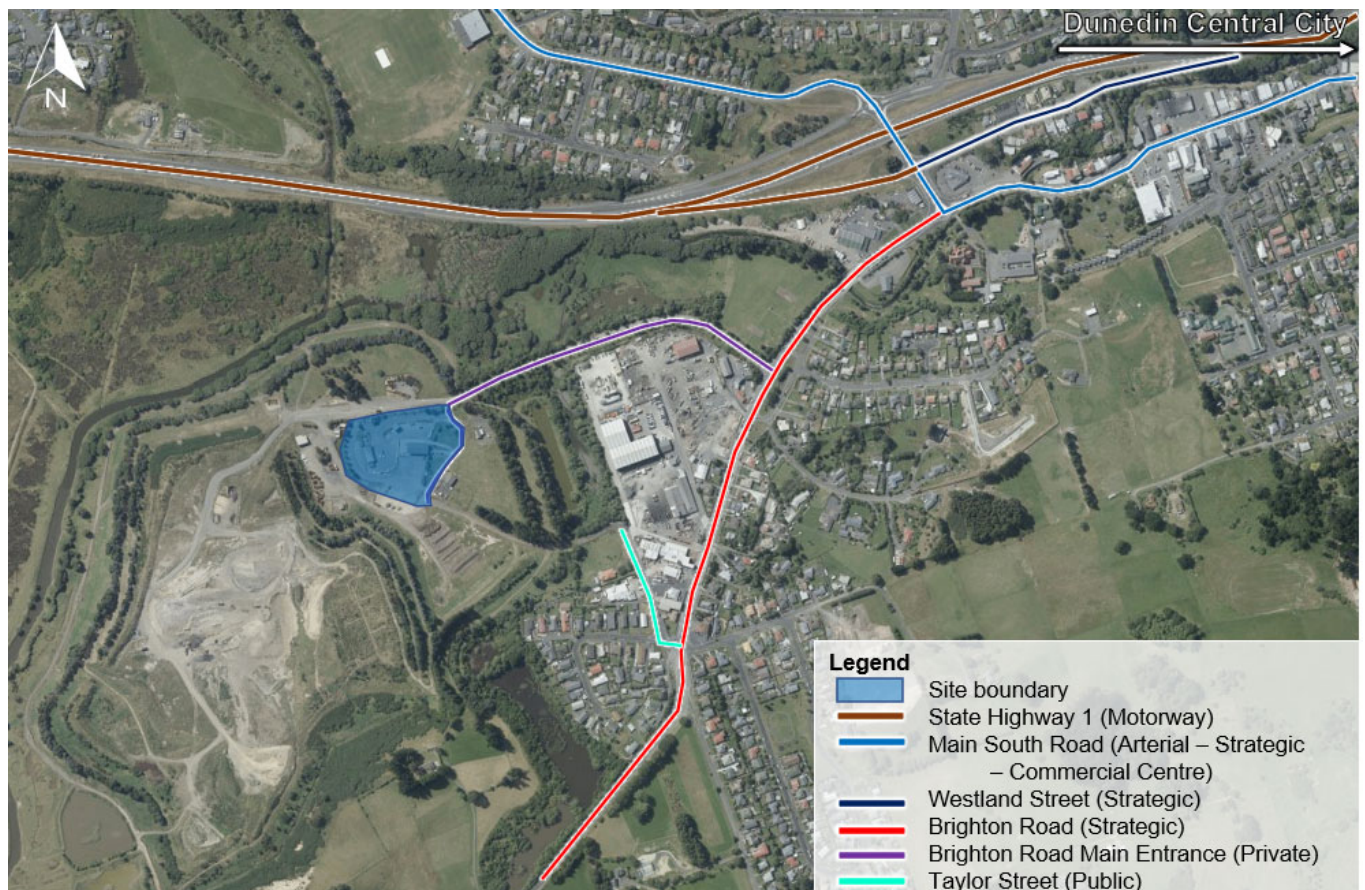 Dunedin Central City
N
Legend
Site boundary
State Highway 1 (Motorway)
Main South Road (Arterial – Strategic
– Commercial Centre)
Westland Street (Strategic)
Brighton Road (Strategic)
Brighton Road Main Entrance (Private)
Taylor Street (Public)